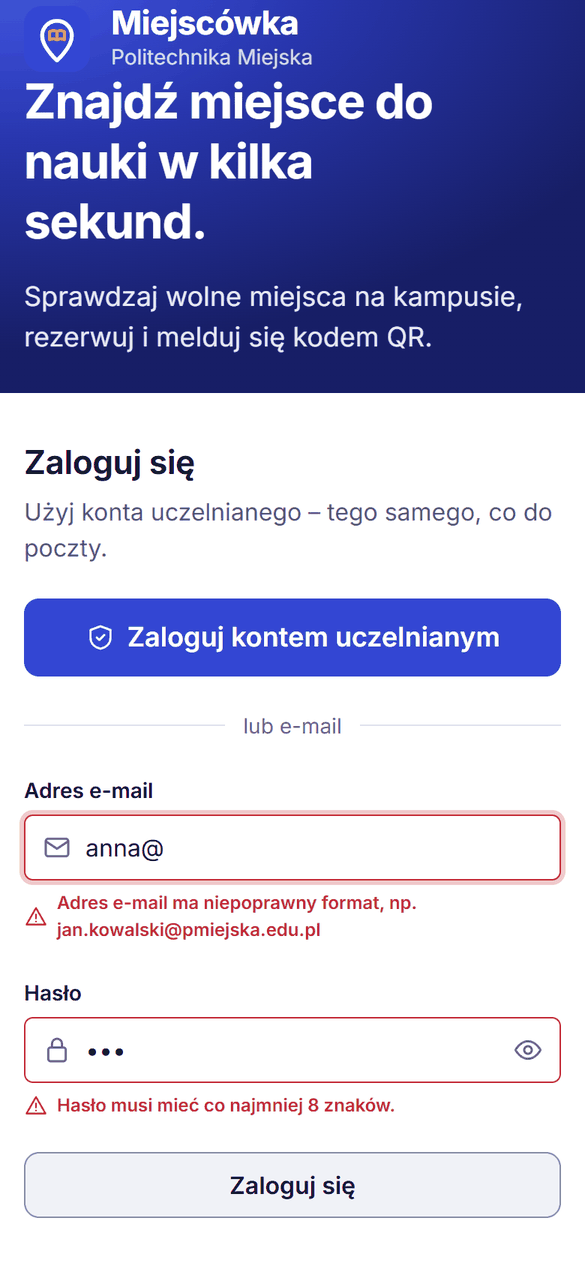 Miejscówka
Politechnika Miejska
Znajdź miejsce do
nauki w kilka
sekund.
Sprawdzaj wolne miejsca na kampusie,
rezerwuj i melduj się kodem QR.
Zaloguj się
Użyj konta uczelnianego – tego samego, co do
poczty.
Zaloguj kontem uczelnianym
lub e-mail
Adres e-mail
anna@
Adres e-mail ma niepoprawny format, np.
jan.kowalski@pmiejska.edu.pl
Hasło
•••
Hasło musi mieć co najmniej 8 znaków.
Zaloguj się